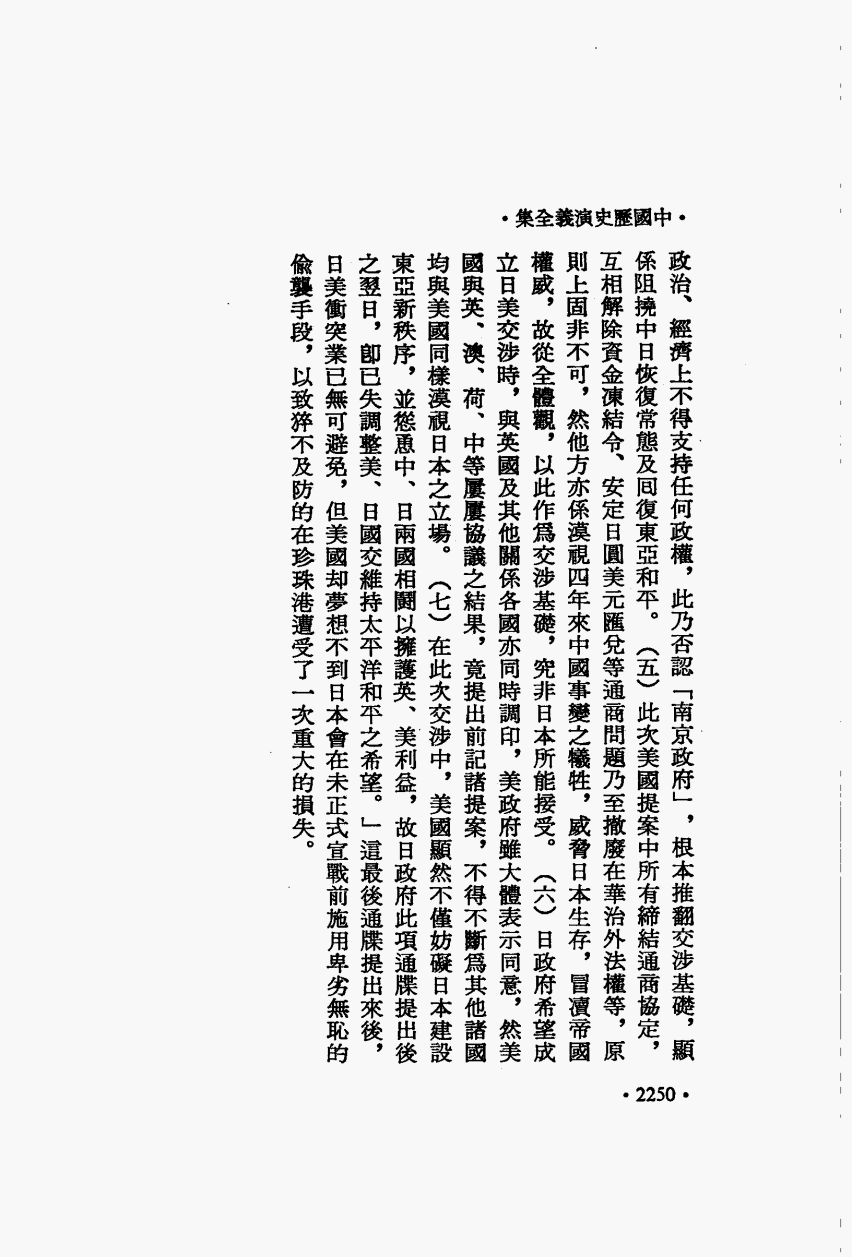 ·中國歷史演義全集·
政治、經濟上不得支持任何政權，此乃否認「南京政府」，根本推翻交涉基礎，顯
係阻撓中日恢復常態及回復東亞和平。（五）此次美國提案中所有締結通商協定，
互相解除資金凍結令、安定日圓美元匯兌等通商問題乃至撤廢在華治外法權等，原
則上固非不可，然他方亦係漠視四年來中國事變之犧牲，威脅日本生存，冒瀆帝國
權威，故從全體觀，以此作爲交涉基礎，究非日本所能接受。（六）日政府希望成
立日美交涉時，與英國及其他關係各國亦同時調印，美政府雖大體表示同意，然美
國與英、澳、荷、中等屢屢協議之結果，竟提出前記諸提案，不得不斷爲其他諸國
均與美國同樣漠視日本之立場。（七）在此次交涉中，美國顯然不僅妨礙日本建設
東亞新秩序，並慫恿中、日兩國相鬩以擁護英、美利益，故日政府此項通牒提出後
之翌日，卽已失調整美、日國交維持太平洋和平之希望。」這最後通牒提出來後，
日美衝突業已無可避免，但美國却夢想不到日本會在未正式宣戰前施用卑劣無恥的
偸襲手段，以致猝不及防的在珍珠港遭受了一次重大的損失。
·2250·